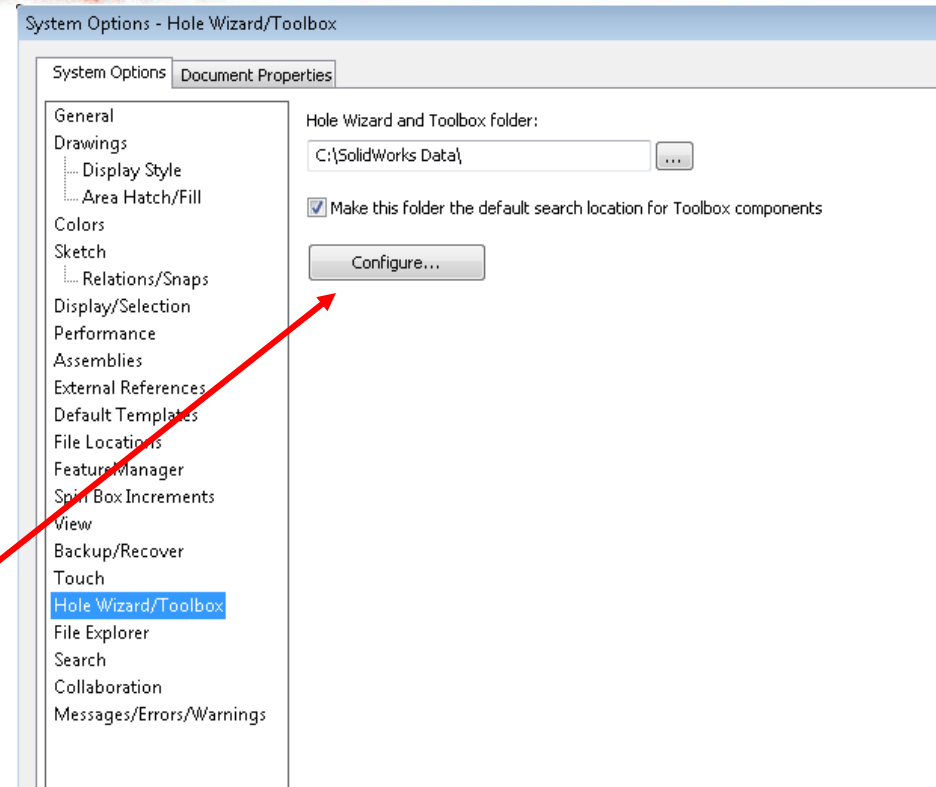 System Options - Hole Wizard/Toolbox
System Options Document Properties
General
Drawings
Display Style
Area Hatch/Fill
Colors
Sketch
Relations/Snaps
Display/Selection
Performance
Assemblies
External References
Default Templates
File Locations
FeatureManager
Spin Box Increments
View
Backup/Recover
Touch
Hole Wizard/Toolbox
File Explorer
Search
Collaboration
Messages/Errors/Warnings
Hole Wizard and Toolbox folder:
C:\SolidWorks Data\ ...
Make this folder the default search location for Toolbox components
Configure...